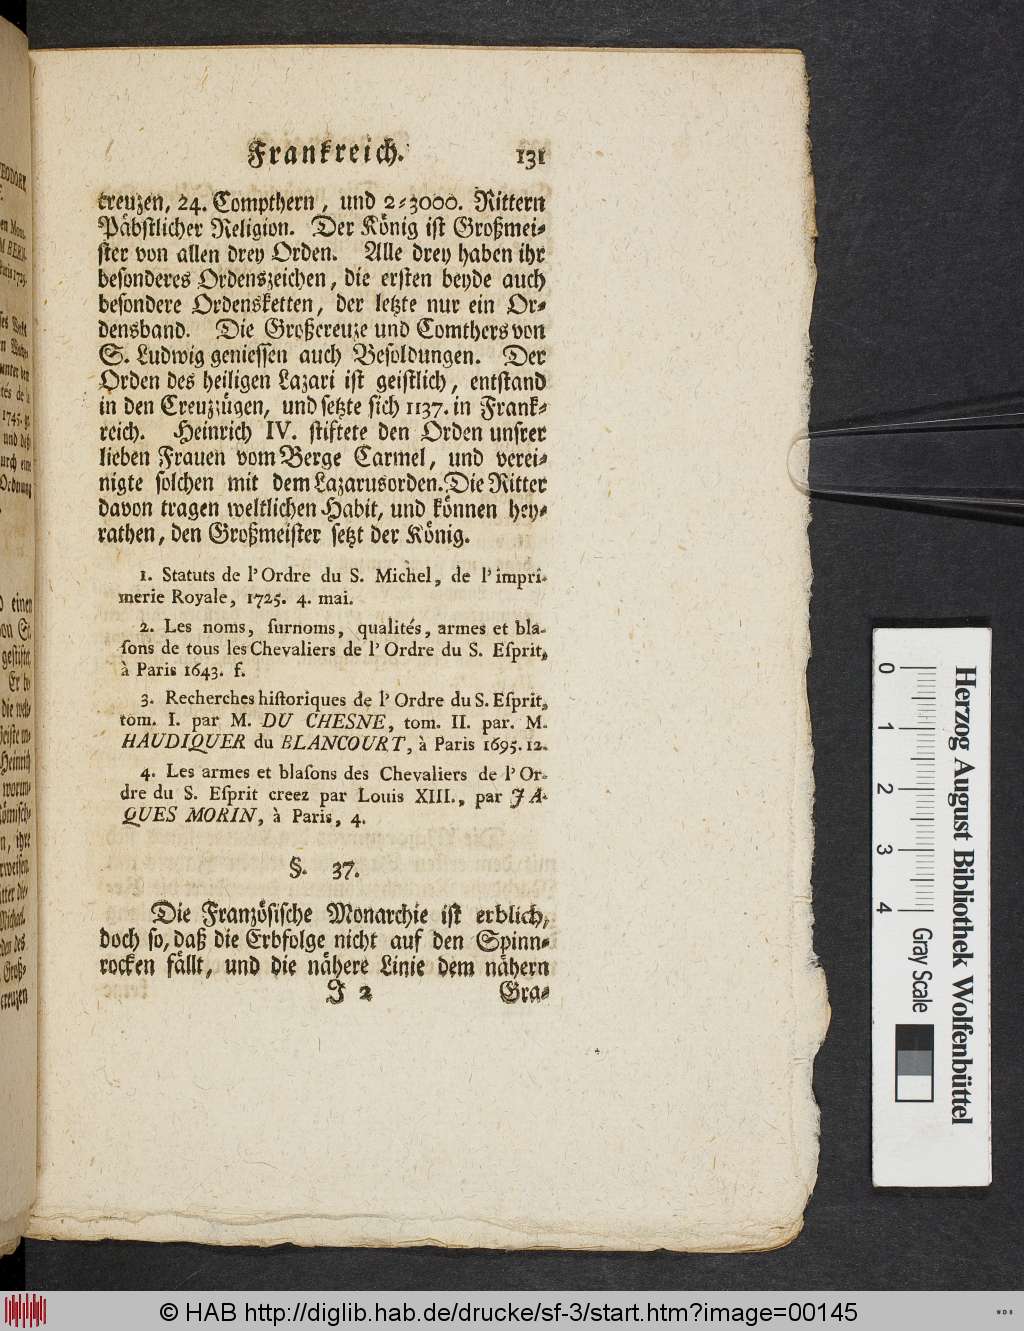 Frankreich. 131
creuzen, 24. Compthern, und 2-3000. Rittern
Päbstlicher Religion. Der König ist Großmei-
ster von allen drey Orden. Alle drey haben ihr
besonderes Ordenszeichen, die ersten beyde auch
besondere Ordensketten, der letzte nur ein Or-
densband. Die Großcreuze und Comthers von
S. Ludwig geniessen auch Besoldungen. Der
Orden des heiligen Lazari ist geistlich, entstand
in den Creuzzügen, und setzte sich 1137. in Frank-
reich. Heinrich IV. stiftete den Orden unsrer
lieben Frauen vom Berge Carmel, und verei-
nigte solchen mit dem Lazarusorden. Die Ritter
davon tragen weltlichen Habit, und können hey-
rathen, den Großmeister setzt der König.
1. Statuts de l'Ordre du S. Michel, de l'impri-
merie Royale, 1725. 4. mai.
2. Les noms, ſurnoms, qualités, armes et bla-
ſons de tous les Chevaliers de l'Ordre du S. Eſprit,
à Paris 1643. f.
3. Recherches hiſtoriques de l'Ordre du S. Eſprit,
tom. I. par M. DU CHESNE, tom. II. par. M.
HAUDIQUER du BLANCOURT, à Paris 1695. 12.
4. Les armes et blaſons des Chevaliers de l'Or-
dre du S. Eſprit creez par Louis XIII., par JA-
QUES MORIN, à Paris, 4.
§. 37.
Die Französische Monarchie ist erblich,
doch so, daß die Erbfolge nicht auf den Spinn-
rocken fällt, und die nähere Linie dem nähern
J 2 Gra-
0 1 2 3 4 Gray Scale
Herzog August Bibliothek Wolfenbüttel
© HAB http://diglib.hab.de/drucke/sf-3/start.htm?image=00145